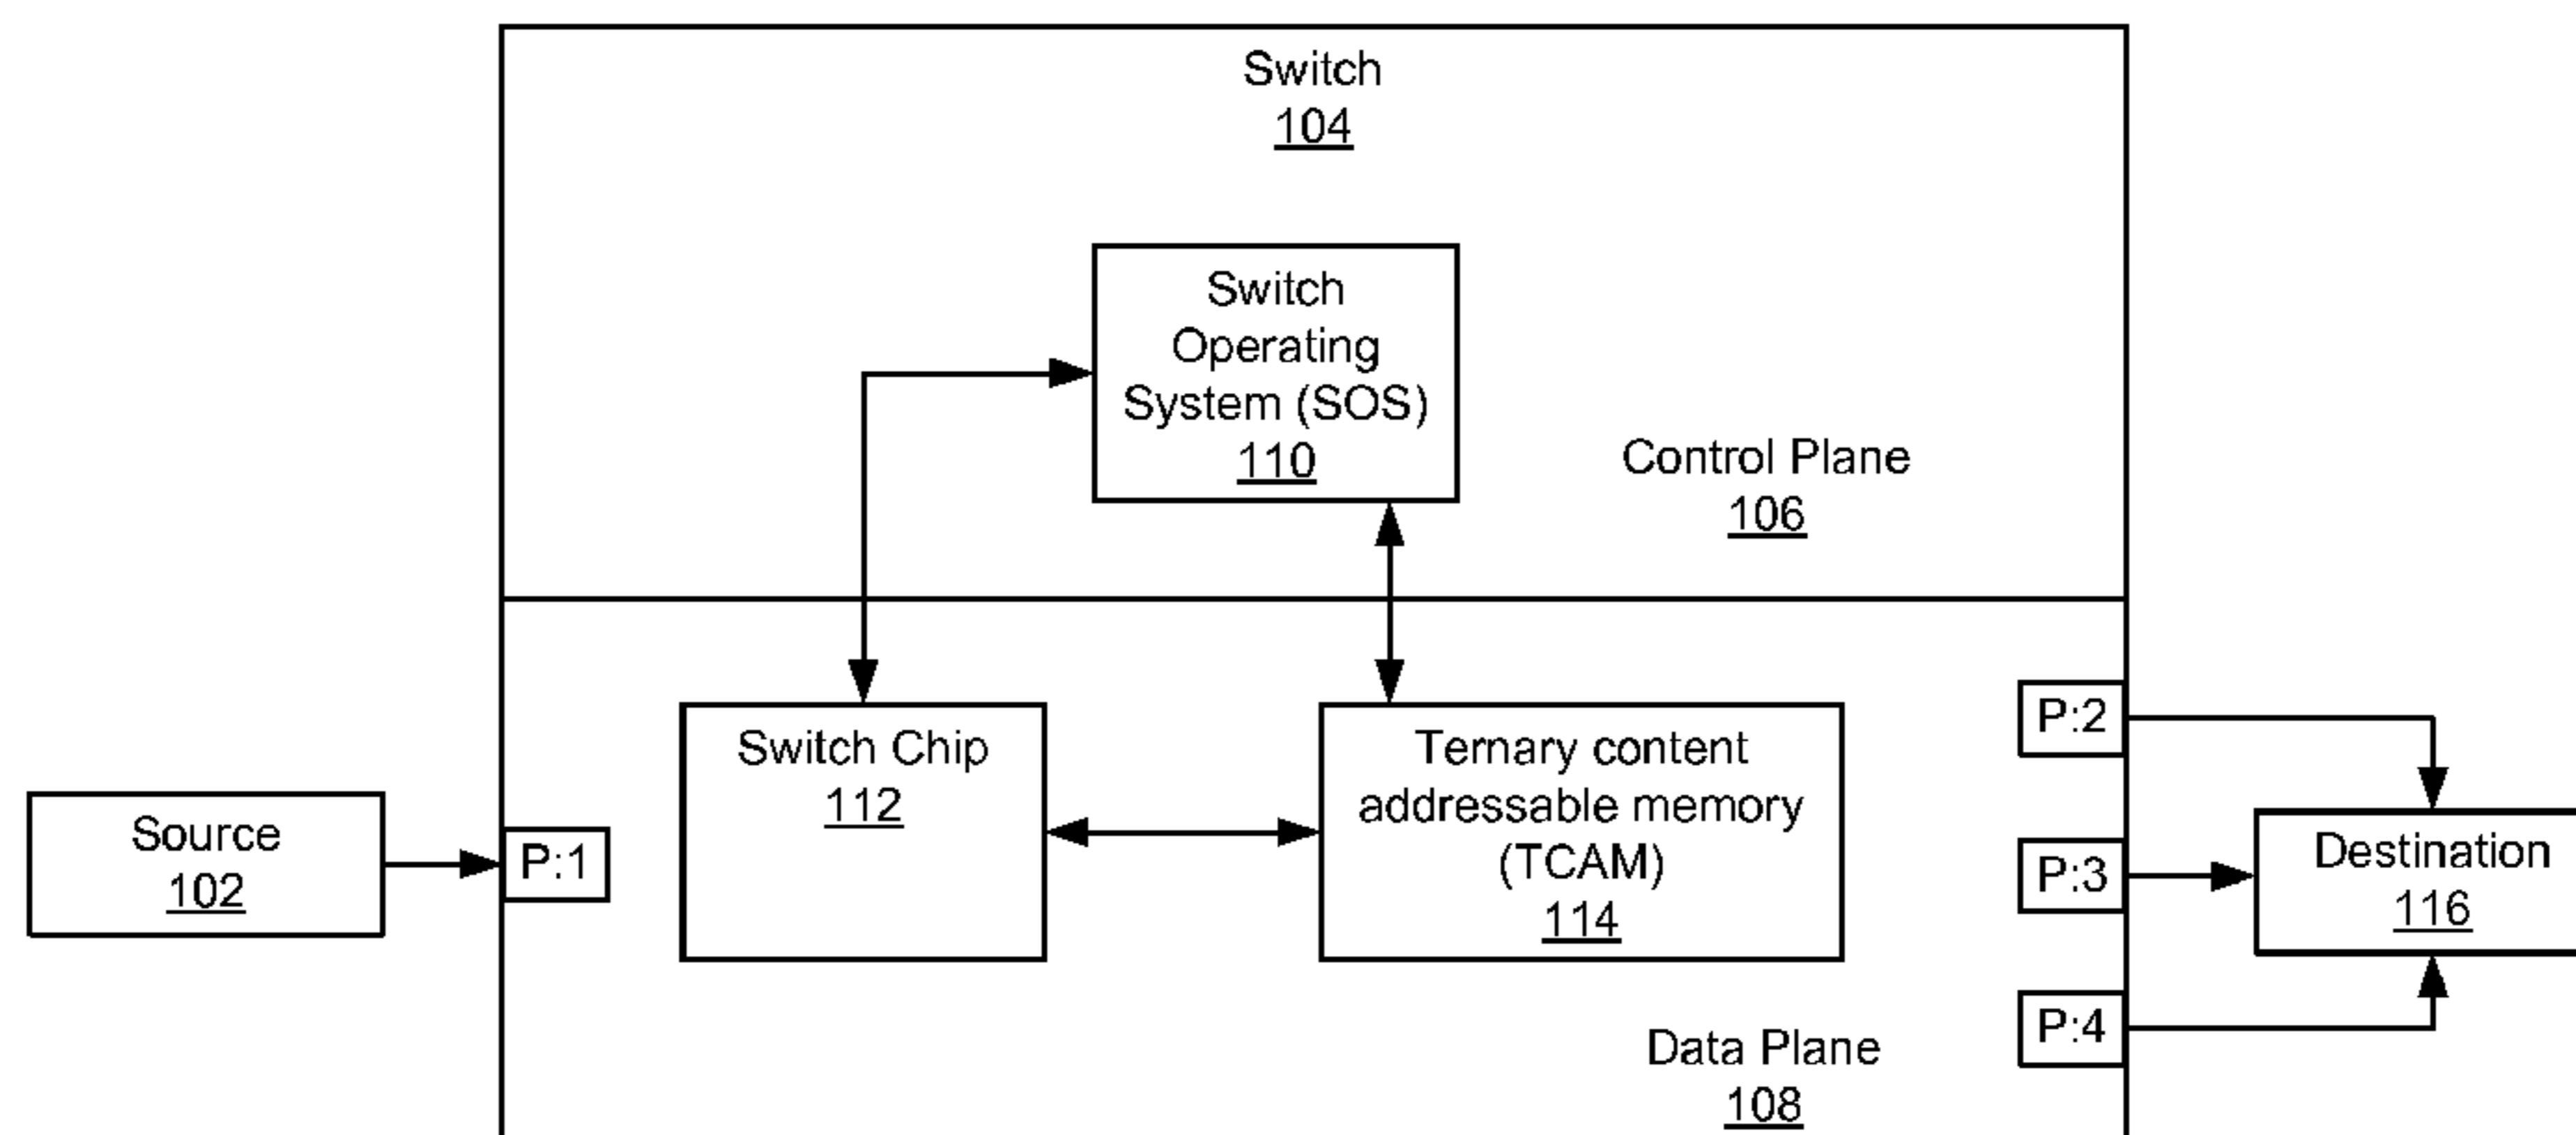 Switch
104
Switch
Operating
System (SOS)
110
Control Plane
106
Source
102
P:1
Switch Chip
112
Ternary content
addressable memory
(TCAM)
114
P:2
P:3
P:4
Destination
116
Data Plane
108